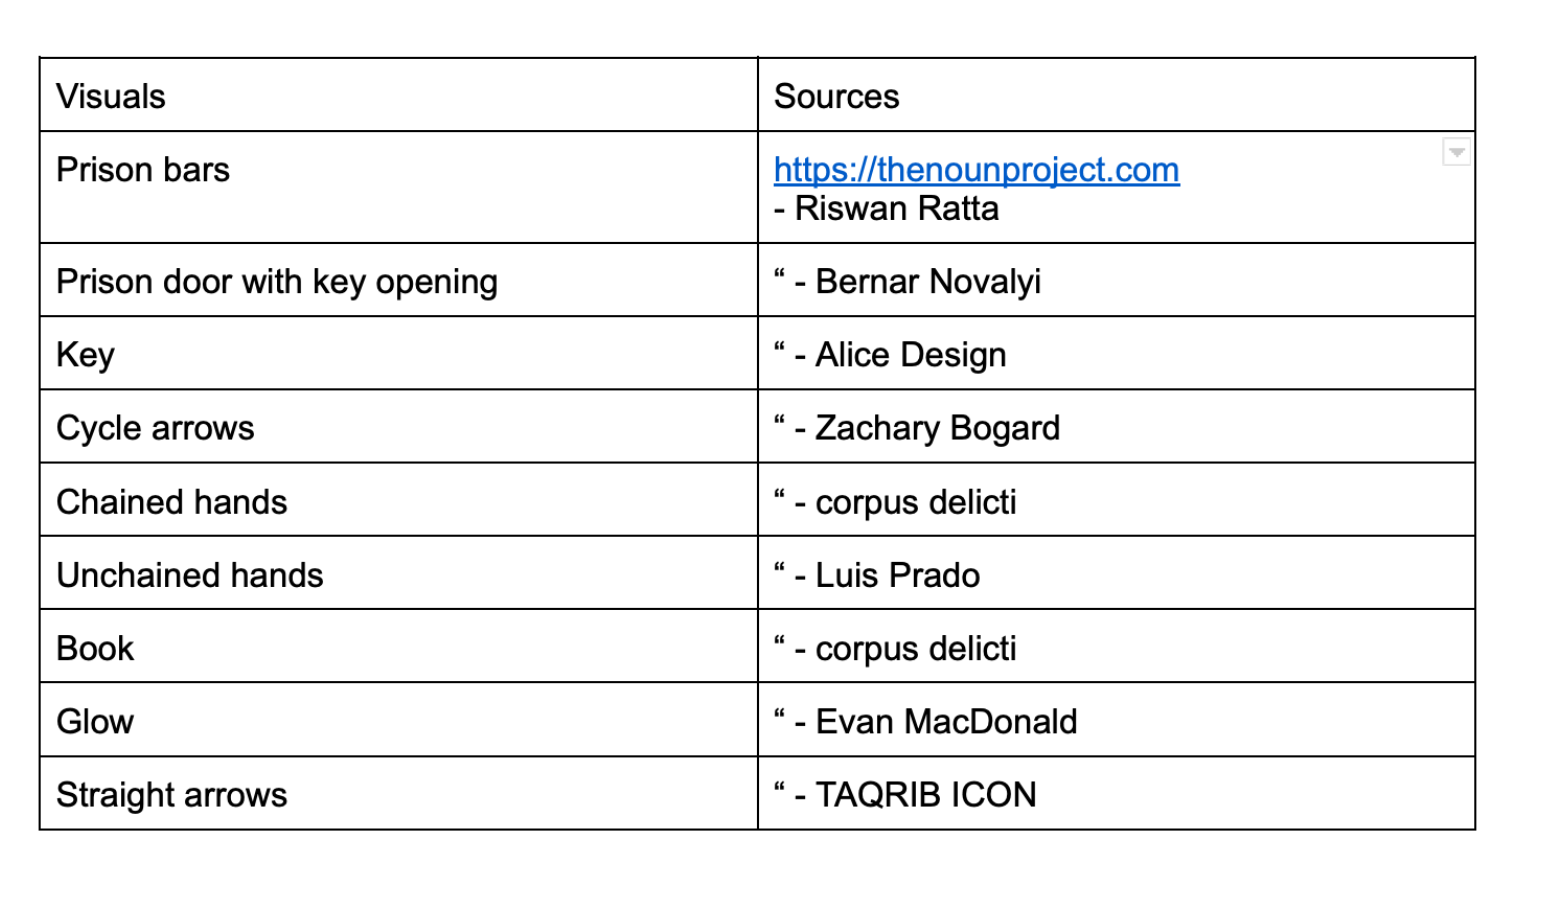 Visuals Sources
Prison bars https://thenounproject.com
- Riswan Ratta
Prison door with key opening “ - Bernar Novalyi
Key “ - Alice Design
Cycle arrows “ - Zachary Bogard
Chained hands “ - corpus delicti
Unchained hands “ - Luis Prado
Book “ - corpus delicti
Glow “ - Evan MacDonald
Straight arrows “ - TAQRIB ICON